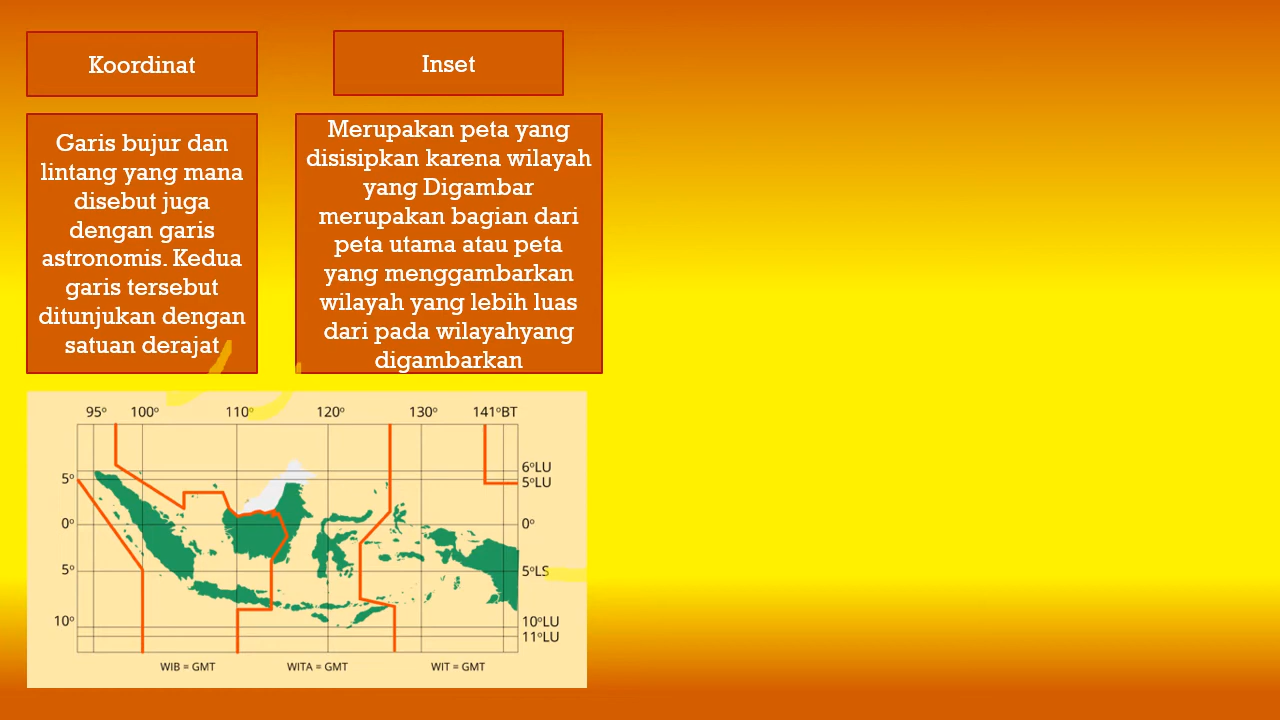 Koordinat
Inset
Garis bujur dan
lintang yang mana
disebut juga
dengan garis
astronomis. Kedua
garis tersebut
ditunjukan dengan
satuan derajat
Merupakan peta yang
disisipkan karena wilayah
yang Digambar
merupakan bagian dari
peta utama atau peta
yang menggambarkan
wilayah yang lebih luas
dari pada wilayahyang
digambarkan
95° 100° 110° 120° 130° 141°BT
6°LU
5° 5°LU
0° 0°
5° 5°LS
10° 10°LU
11°LU
WIB = GMT WITA = GMT WIT = GMT